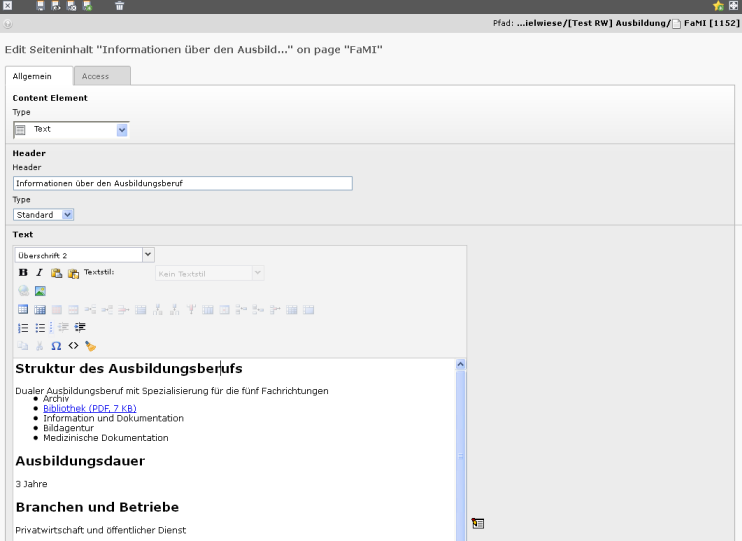 Pfad: ...ielwiese/[Test RW] Ausbildung/ FaMI [1152]
Edit Seiteninhalt "Informationen über den Ausbild..." on page "FaMI"
Allgemein Access
Content Element
Type
Text
Header
Header
Informationen über den Ausbildungsberuf
Type
Standard
Text
Überschrift 2
B I Textstil: Kein Textstil
Ω <>
Struktur des Ausbildungsberufs
Dualer Ausbildungsberuf mit Spezialisierung für die fünf Fachrichtungen
• Archiv
• Bibliothek (PDF, 7 KB)
• Information und Dokumentation
• Bildagentur
• Medizinische Dokumentation
Ausbildungsdauer
3 Jahre
Branchen und Betriebe
Privatwirtschaft und öffentlicher Dienst